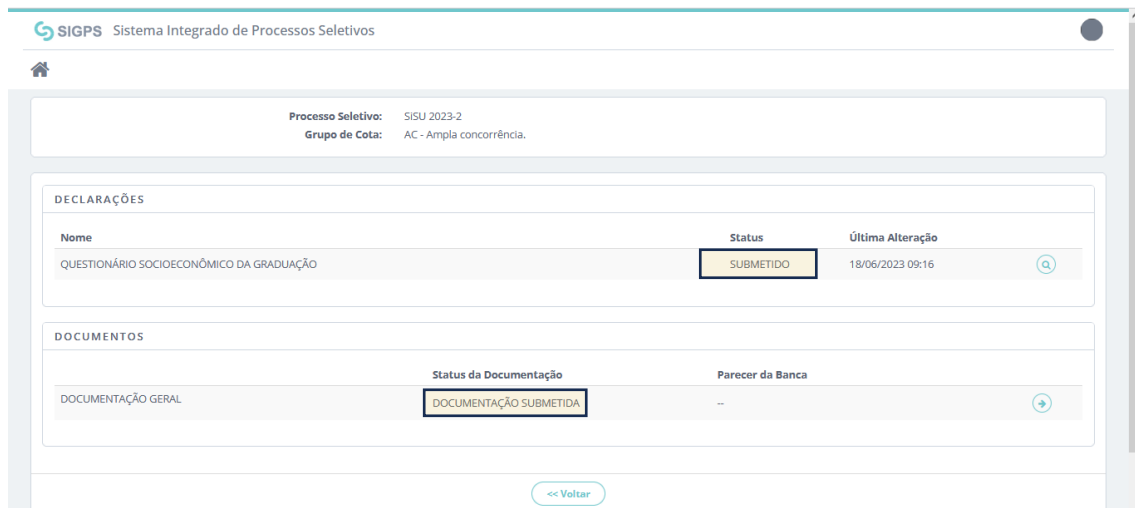 SIGPS Sistema Integrado de Processos Seletivos
Processo Seletivo: SiSU 2023-2
Grupo de Cota: AC - Ampla concorrência.
DECLARAÇÕES
Nome Status Última Alteração
QUESTIONÁRIO SOCIOECONÔMICO DA GRADUAÇÃO SUBMETIDO 18/06/2023 09:16
DOCUMENTOS
Status da Documentação Parecer da Banca
DOCUMENTAÇÃO GERAL DOCUMENTAÇÃO SUBMETIDA --
<< Voltar